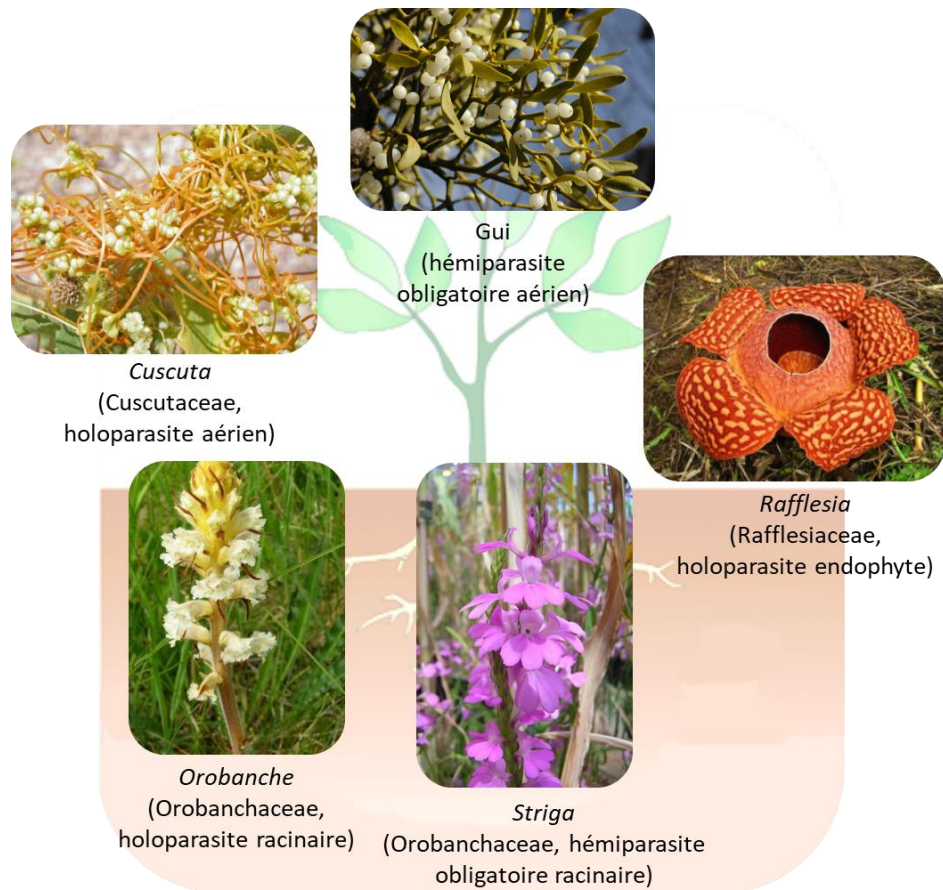 Gui
(hémiparasite
obligatoire aérien)
Cuscuta
(Cuscutaceae,
holoparasite aérien)
Rafflesia
(Rafflesiaceae,
holoparasite endophyte)
Orobanche
(Orobanchaceae,
holoparasite racinaire)
Striga
(Orobanchaceae, hémiparasite
obligatoire racinaire)